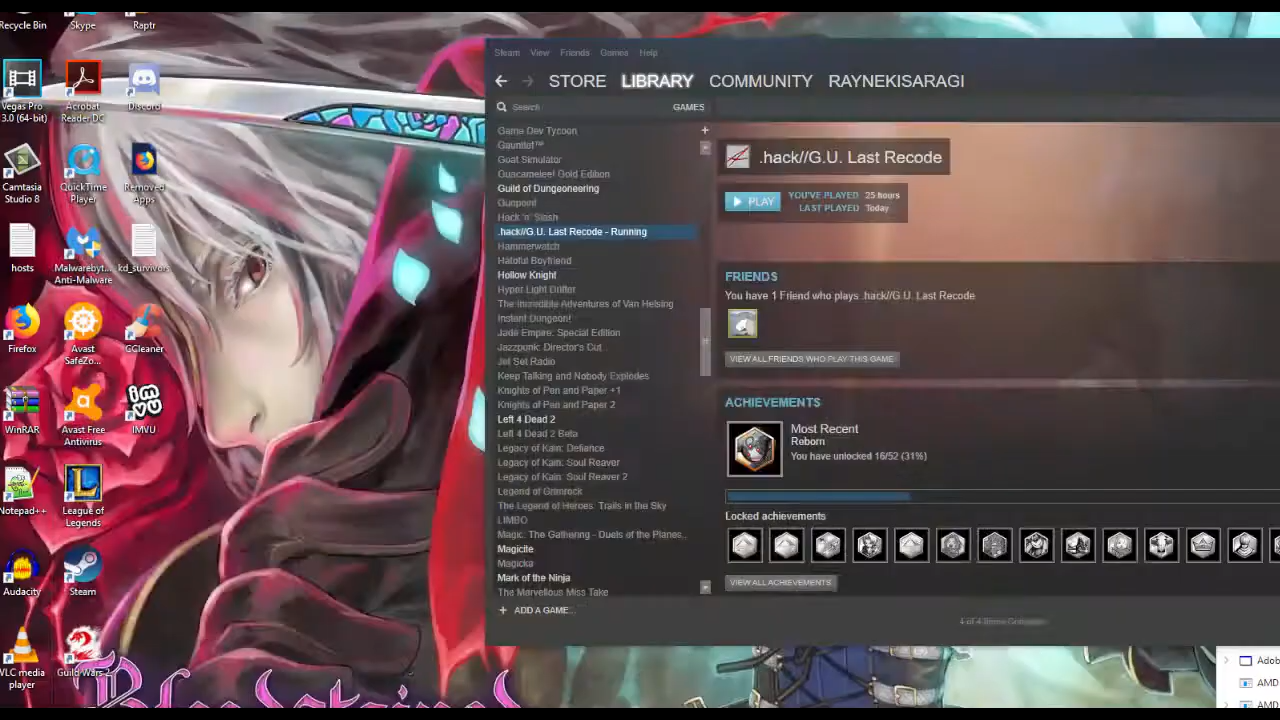 Recycle Bin
Skype
Raptr
Vegas Pro
3.0 (64-bit)
Acrobat
Reader DC
Discord
Camtasia
Studio 8
QuickTime
Player
Removed
Apps
hosts
Malwarebyt...
Anti-Malware
kd_survivors
Firefox
Avast
SafeZo...
CCleaner
WinRAR
Avast Free
Antivirus
IMVU
Notepad++
League of
Legends
Audacity
Steam
VLC media
player
Guild Wars 2
Steam View Friends Games Help
STORE LIBRARY COMMUNITY RAYNEKISARAGI
Search GAMES
Game Dev Tycoon
Gauntlet™
Goat Simulator
Guacamelee! Gold Edition
Guild of Dungeoneering
Gunpoint
Hack 'n' Slash
.hack//G.U. Last Recode - Running
Hammerwatch
Hatoful Boyfriend
Hollow Knight
Hyper Light Drifter
The Incredible Adventures of Van Helsing
Instant Dungeon!
Jade Empire: Special Edition
Jazzpunk: Director's Cut
Jet Set Radio
Keep Talking and Nobody Explodes
Knights of Pen and Paper +1
Knights of Pen and Paper 2
Left 4 Dead 2
Left 4 Dead 2 Beta
Legacy of Kain: Defiance
Legacy of Kain: Soul Reaver
Legacy of Kain: Soul Reaver 2
Legend of Grimrock
The Legend of Heroes: Trails in the Sky
LIMBO
Magic: The Gathering - Duels of the Planes...
Magicite
Magicka
Mark of the Ninja
The Marvellous Miss Take
+ ADD A GAME...
.hack//G.U. Last Recode
PLAY
YOU'VE PLAYED 25 hours
LAST PLAYED Today
FRIENDS
You have 1 Friend who plays .hack//G.U. Last Recode
VIEW ALL FRIENDS WHO PLAY THIS GAME
ACHIEVEMENTS
Most Recent
Reborn
You have unlocked 16/52 (31%)
Locked achievements
VIEW ALL ACHIEVEMENTS
Adob
AMD
AMD